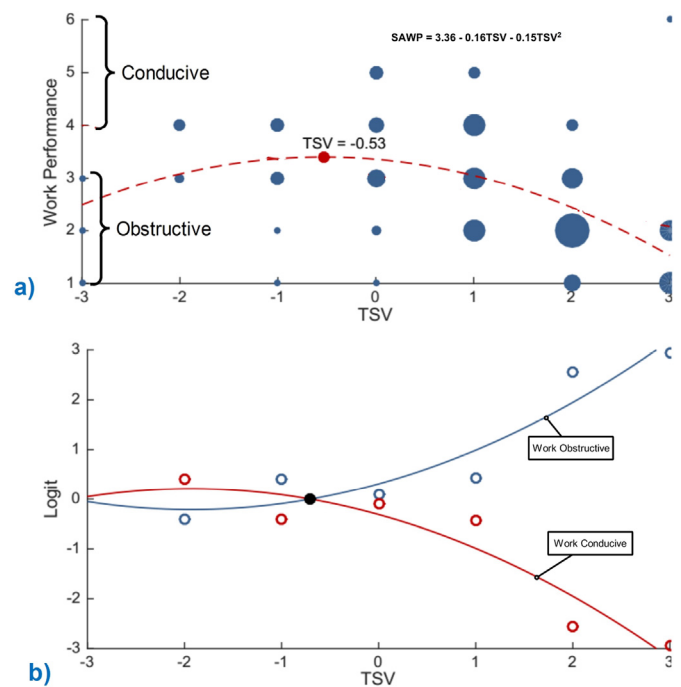 6
SAWP = 3.36 - 0.16TSV - 0.15TSV²
5
Conducive
4
TSV = -0.53
Work Performance
3
Obstructive
2
1
-3 -2 -1 0 1 2 3
a)
TSV
3
2
1
Work Obstructive
Logit
0
-1
Work Conducive
-2
-3
-3 -2 -1 0 1 2 3
b)
TSV